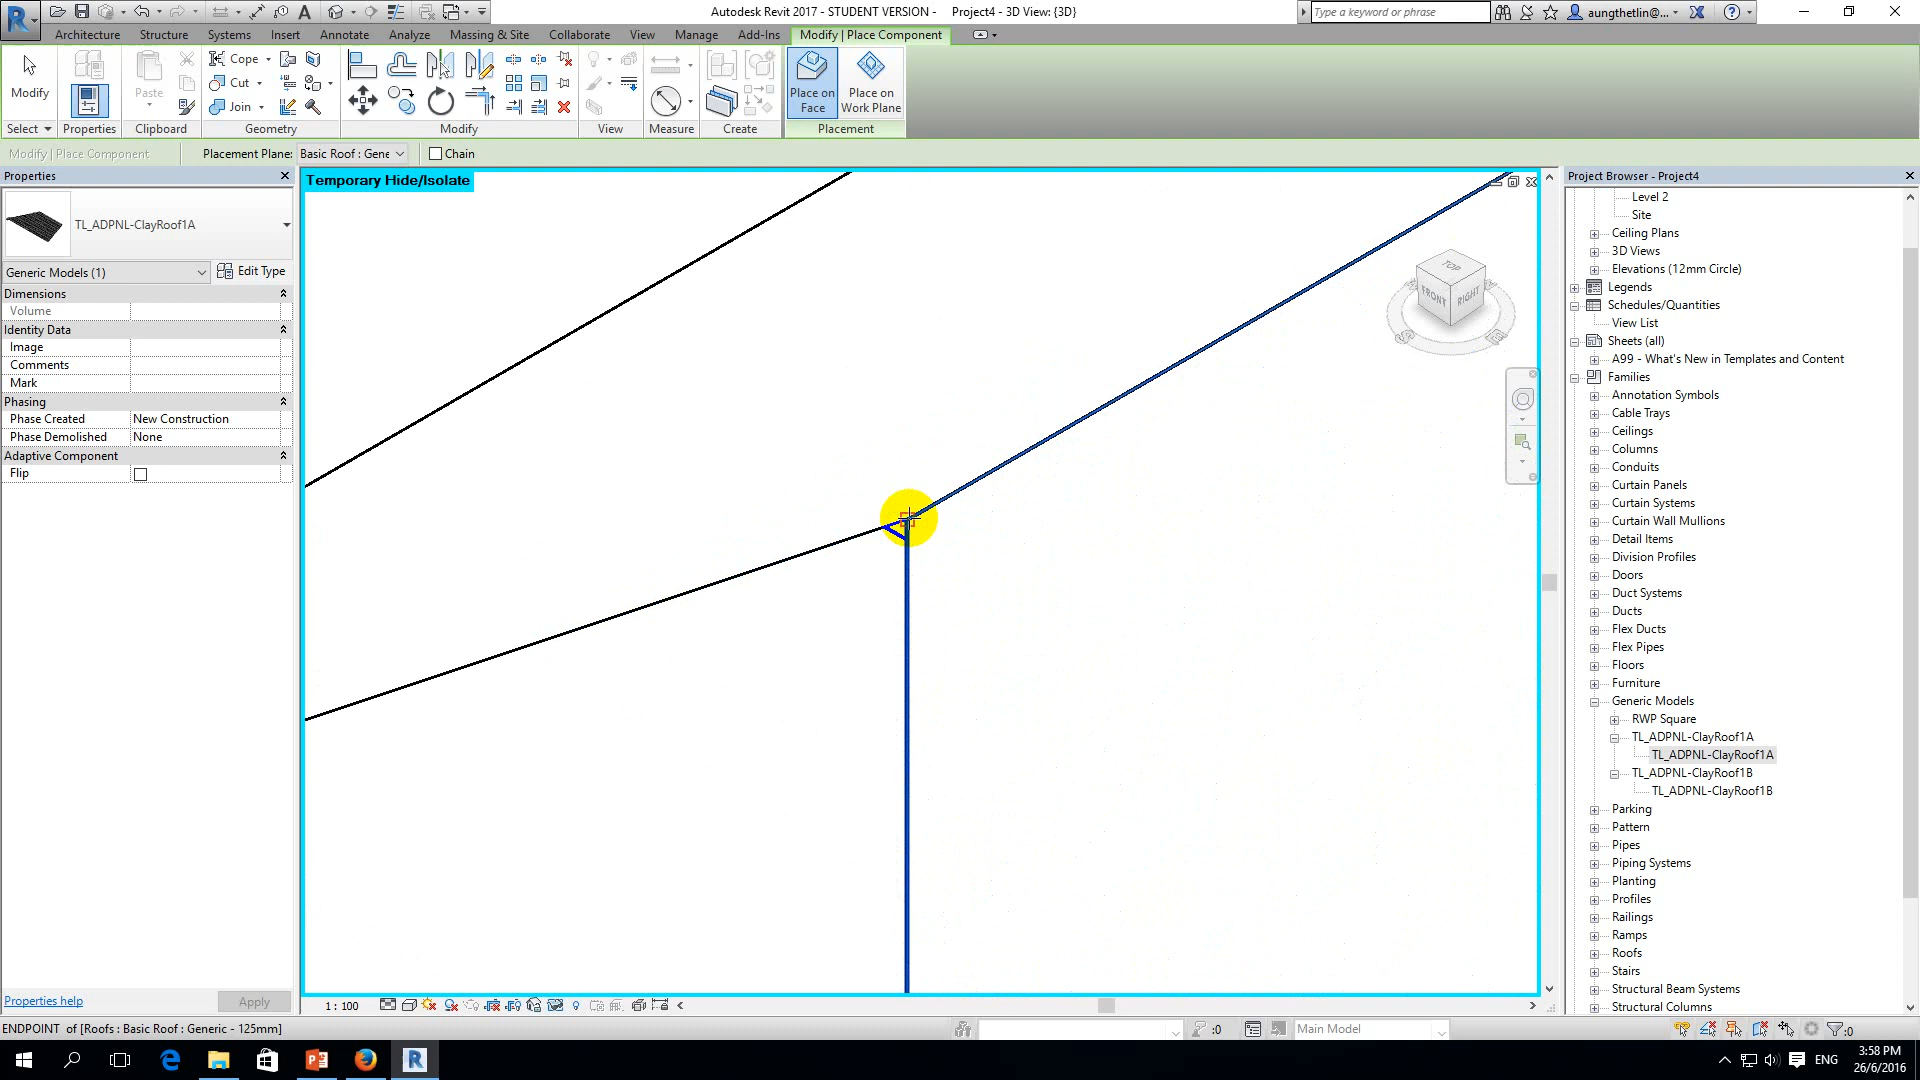 Autodesk Revit 2017 - STUDENT VERSION -    Project4 - 3D View: {3D}
Type a keyword or phrase
aungthetlin@...
Architecture Structure Systems Insert Annotate Analyze Massing & Site Collaborate View Manage Add-Ins Modify | Place Component
Modify
Paste
Cope
Cut
Join
Place on Face
Place on Work Plane
Select Properties Clipboard Geometry Modify View Measure Create Placement
Modify | Place Component
Placement Plane: Basic Roof : Gene
Chain
Properties
TL_ADPNL-ClayRoof1A
Generic Models (1)
Edit Type
Dimensions
Volume
Identity Data
Image
Comments
Mark
Phasing
Phase Created New Construction
Phase Demolished None
Adaptive Component
Flip
Properties help
Apply
Temporary Hide/Isolate
TOP
FRONT
RIGHT
1 : 100
Project Browser - Project4
Level 2
Site
Ceiling Plans
3D Views
Elevations (12mm Circle)
Legends
Schedules/Quantities
View List
Sheets (all)
A99 - What's New in Templates and Content
Families
Annotation Symbols
Cable Trays
Ceilings
Columns
Conduits
Curtain Panels
Curtain Systems
Curtain Wall Mullions
Detail Items
Division Profiles
Doors
Duct Systems
Ducts
Flex Ducts
Flex Pipes
Floors
Furniture
Generic Models
RWP Square
TL_ADPNL-ClayRoof1A
TL_ADPNL-ClayRoof1A
TL_ADPNL-ClayRoof1B
TL_ADPNL-ClayRoof1B
Parking
Pattern
Pipes
Piping Systems
Planting
Profiles
Railings
Ramps
Roofs
Stairs
Structural Beam Systems
Structural Columns
ENDPOINT of [Roofs : Basic Roof : Generic - 125mm]
:0
Main Model
:0
ENG
3:58 PM
26/6/2016